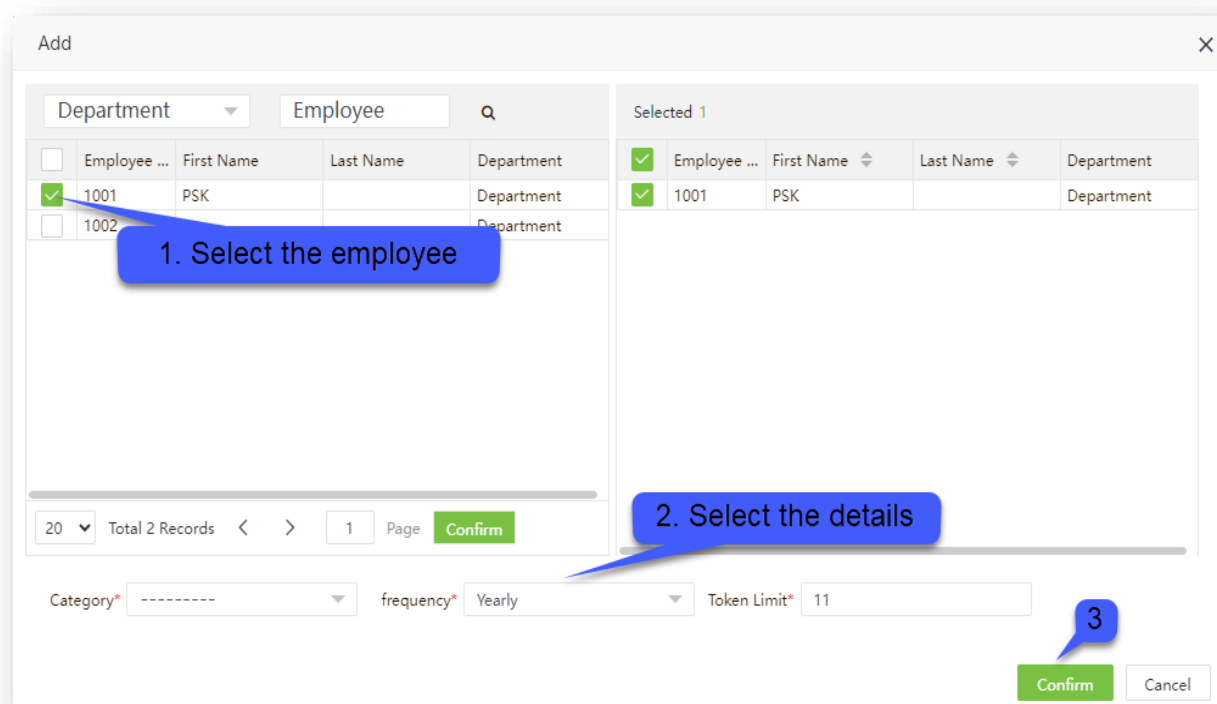 Add
Department Employee
Selected 1
Employee ... First Name Last Name Department
Employee ... First Name Last Name Department
1001 PSK Department
1001 PSK Department
1002 Department
1. Select the employee
20 Total 2 Records 1 Page Confirm
2. Select the details
Category* --------- frequency* Yearly Token Limit* 11
3
Confirm Cancel